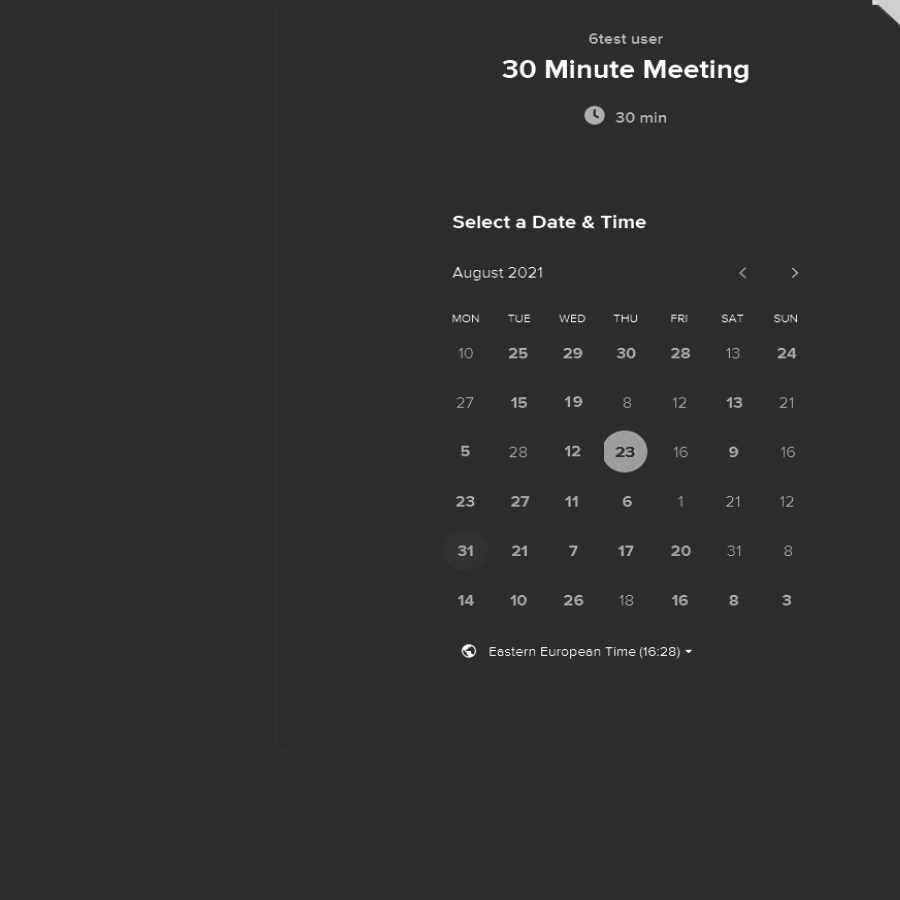 6test user
30 Minute Meeting
30 min
Select a Date & Time
August 2021
MON TUE WED THU FRI SAT SUN
10 25 29 30 28 13 24
27 15 19 8 12 13 21
5 28 12 23 16 9 16
23 27 11 6 1 21 12
31 21 7 17 20 31 8
14 10 26 18 16 8 3
Eastern European Time (16:28)